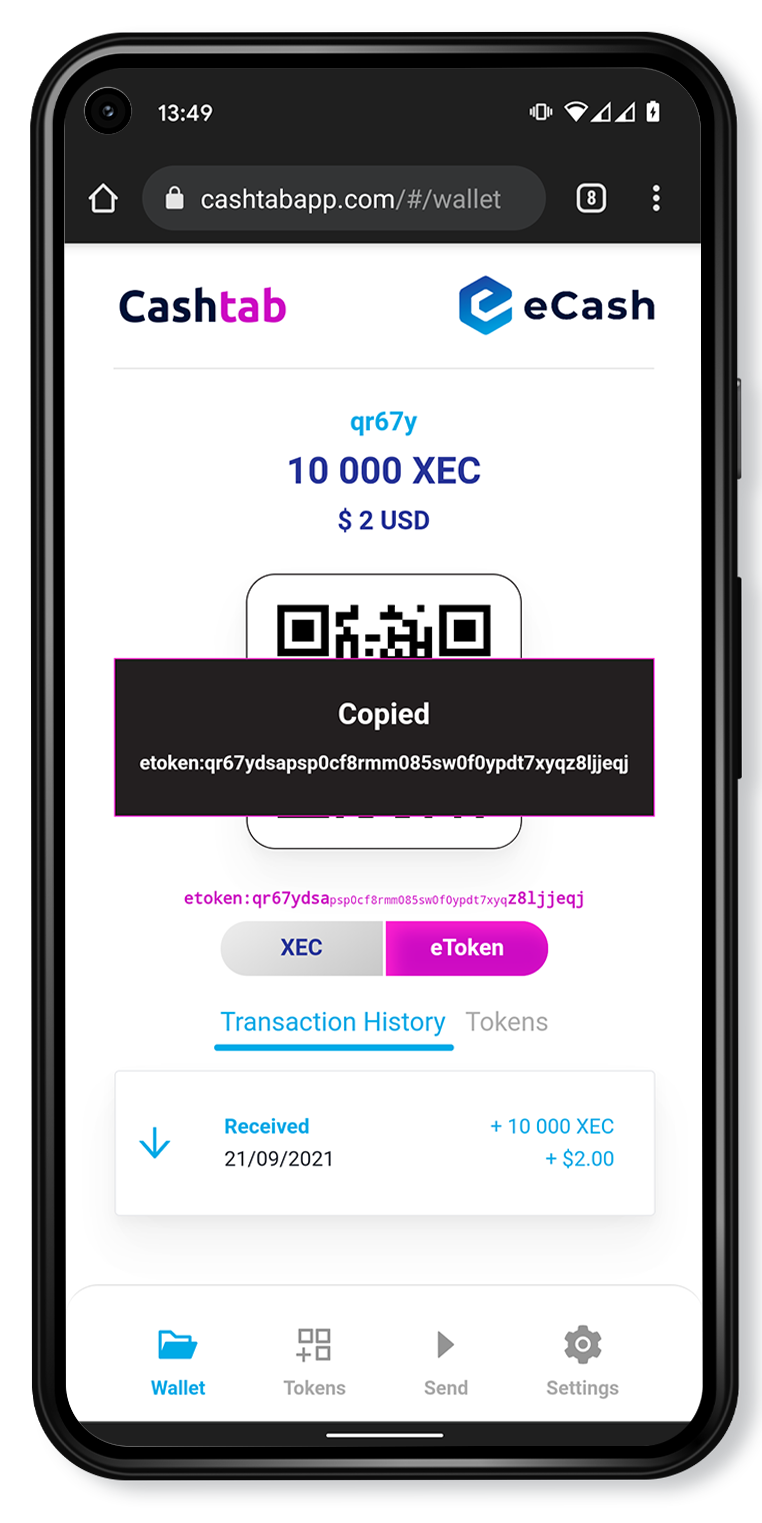 13:49
cashtabapp.com/#/wallet
8
Cashtab
eCash
qr67y
10 000 XEC
$ 2 USD
Copied
etoken:qr67ydsapsp0cf8rmm085sw0f0ypdt7xyqz8ljjeqj
etoken:qr67ydsapsp0cf8rmm085sw0f0ypdt7xyqz8ljjeqj
XEC
eToken
Transaction History
Tokens
Received
+ 10 000 XEC
21/09/2021
+ $2.00
Wallet
Tokens
Send
Settings